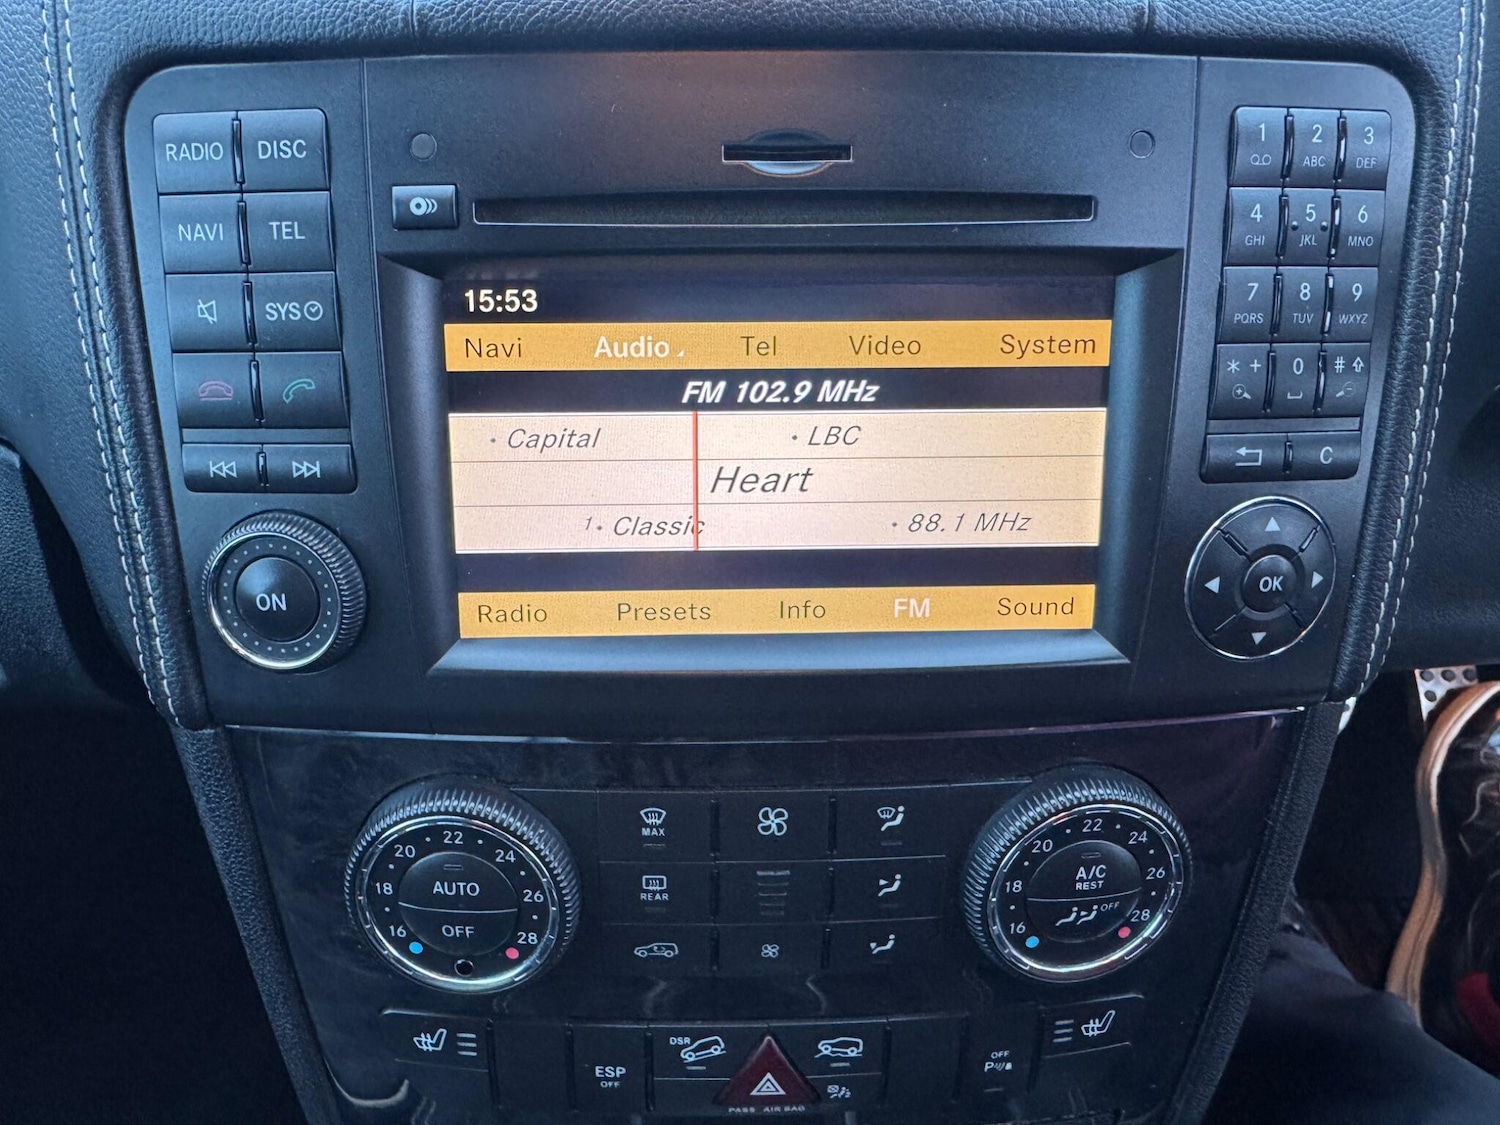 RADIO DISC
NAVI TEL
SYS
15:53
Navi Audio Tel Video System
FM 102.9 MHz
• Capital • LBC
Heart
1• Classic • 88.1 MHz
Radio Presets Info FM Sound
ON
1 2 3
ABC DEF
4 5 6
GHI JKL MNO
7 8 9
PQRS TUV WXYZ
* + 0 #
C
OK
16 18 20 22 24 26 28
AUTO
OFF
MAX
REAR
16 18 20 22 24 26 28
A/C
REST
OFF
ESP
OFF
DSR
PASS AIR BAG
OFF
P